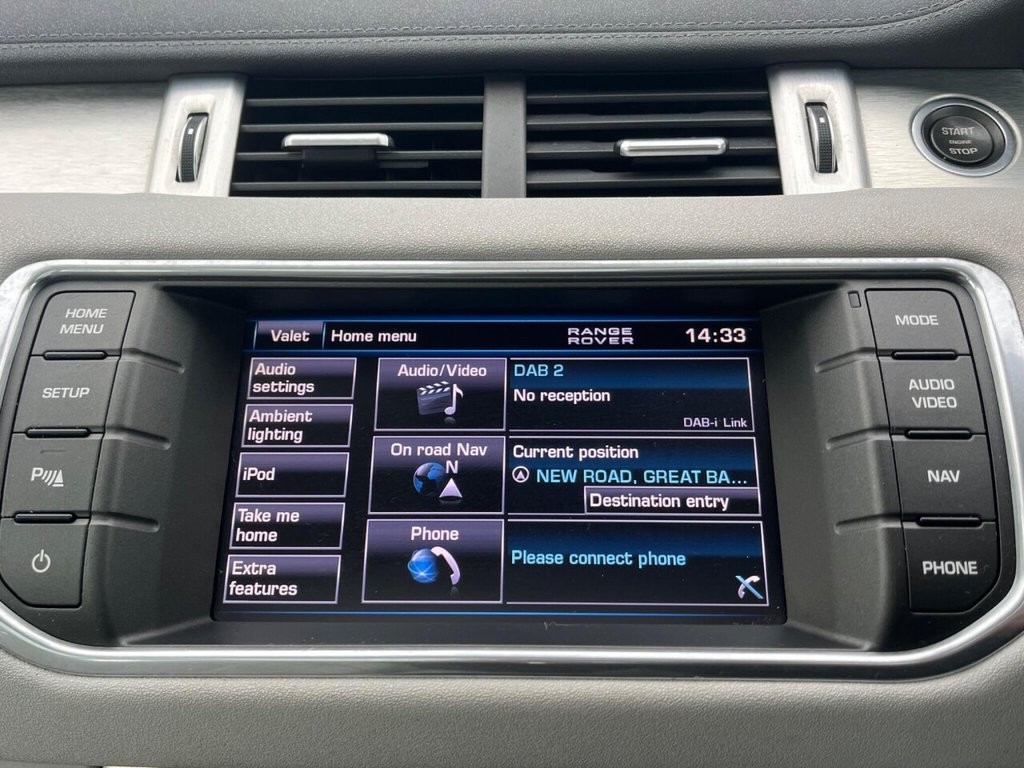 START
ENGINE
STOP
HOME
MENU
SETUP
P
MODE
AUDIO
VIDEO
NAV
PHONE
Valet
Home menu
RANGE
ROVER
14:33
Audio
settings
Ambient
lighting
iPod
Take me
home
Extra
features
Audio/Video
DAB 2
No reception
DAB-i Link
On road Nav
N
Current position
NEW ROAD, GREAT BA...
Destination entry
Phone
Please connect phone